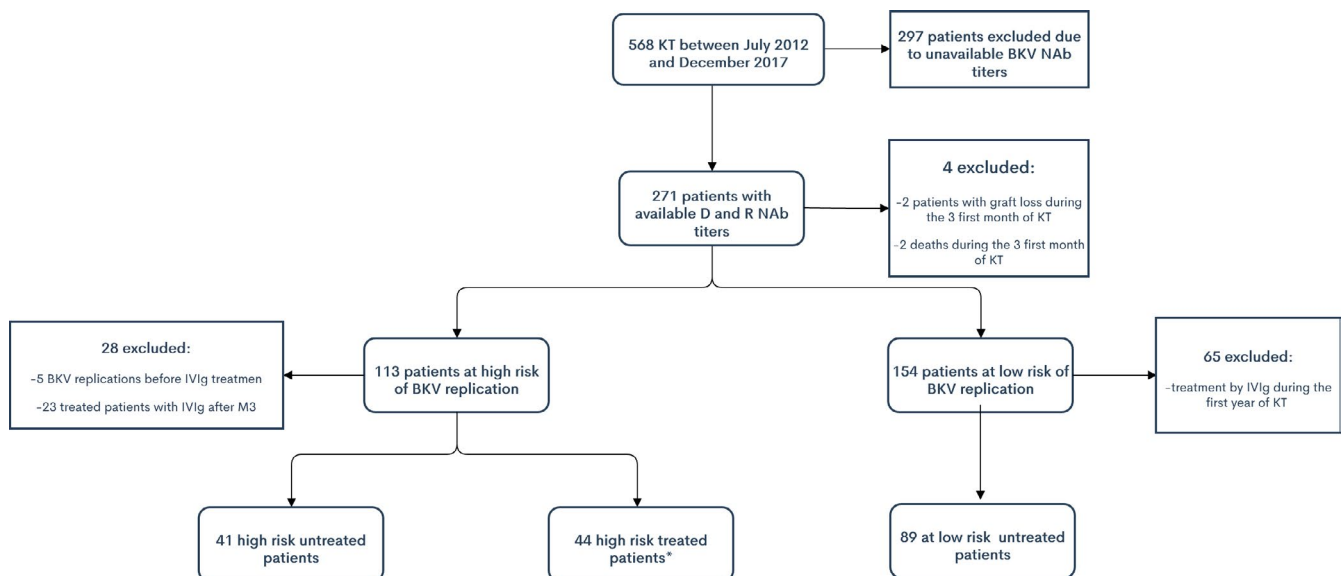 568 KT between July 2012
and December 2017
297 patients excluded due
to unavailable BKV NAb
titers
271 patients with
available D and R NAb
titers
4 excluded:
-2 patients with graft loss during
the 3 first month of KT
-2 deaths during the 3 first month
of KT
28 excluded:
-5 BKV replications before IVIg treatmen
-23 treated patients with IVIg after M3
113 patients at high risk
of BKV replication
154 patients at low risk of
BKV replication
65 excluded:
-treatment by IVIg during the
first year of KT
41 high risk untreated
patients
44 high risk treated
patients*
89 at low risk untreated
patients